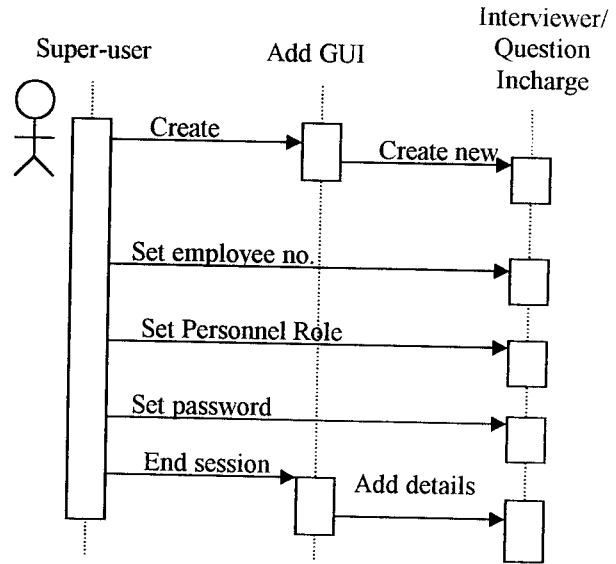 Interviewer/
Question
Incharge
Super-user
Add GUI
Create
Create new
Set employee no.
Set Personnel Role
Set password
End session
Add details